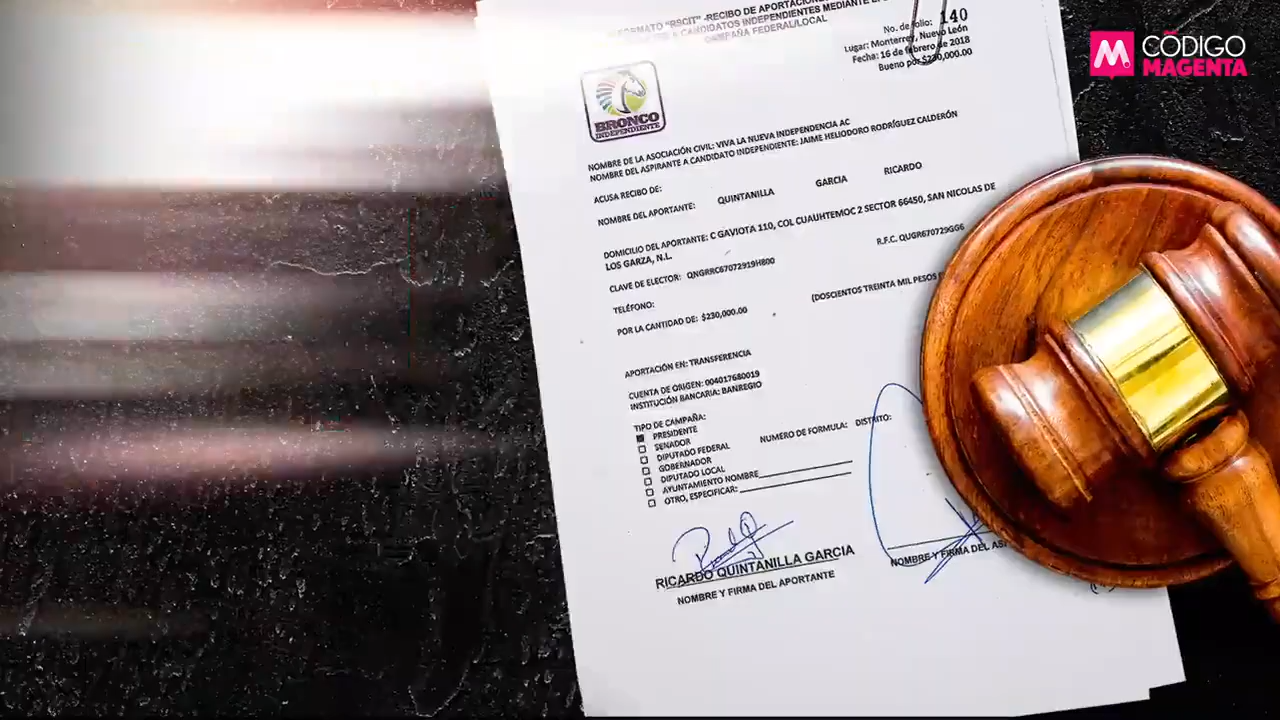 FORMATO "RSCIT" -RECIBO DE APORTACIONES
A CANDIDATOS INDEPENDIENTES MEDIANTE
CAMPAÑA FEDERAL/LOCAL
No. de folio: 140
Lugar: Monterrey, Nuevo León
Fecha: 16 de febrero de 2018
Bueno por $230,000.00
M CÓDIGO
MAGENTA
BRONCO
INDEPENDIENTE
NOMBRE DE LA ASOCIACIÓN CIVIL: VIVA LA NUEVA INDEPENDENCIA AC
NOMBRE DEL ASPIRANTE A CANDIDATO INDEPENDIENTE: JAIME HELIODORO RODRÍGUEZ CALDERÓN
ACUSA RECIBO DE:
NOMBRE DEL APORTANTE: QUINTANILLA GARCIA RICARDO
DOMICILIO DEL APORTANTE: C GAVIOTA 110, COL CUAUHTEMOC 2 SECTOR 66450, SAN NICOLAS DE
LOS GARZA, N.L.
R.F.C. QUGR670729GG6
CLAVE DE ELECTOR: QNGRRC67072919H800
TELÉFONO:
(DOSCIENTOS TREINTA MIL PESOS
POR LA CANTIDAD DE: $230,000.00
APORTACIÓN EN: TRANSFERENCIA
CUENTA DE ORIGEN: 004017680019
INSTITUCIÓN BANCARIA: BANREGIO
TIPO DE CAMPAÑA:
PRESIDENTE
SENADOR
DIPUTADO FEDERAL NUMERO DE FORMULA: DISTRITO:
GOBERNADOR
DIPUTADO LOCAL
AYUNTAMIENTO NOMBRE
OTRO, ESPECIFICAR:
RICARDO QUINTANILLA GARCIA
NOMBRE Y FIRMA DEL APORTANTE
NOMBRE Y FIRMA DEL